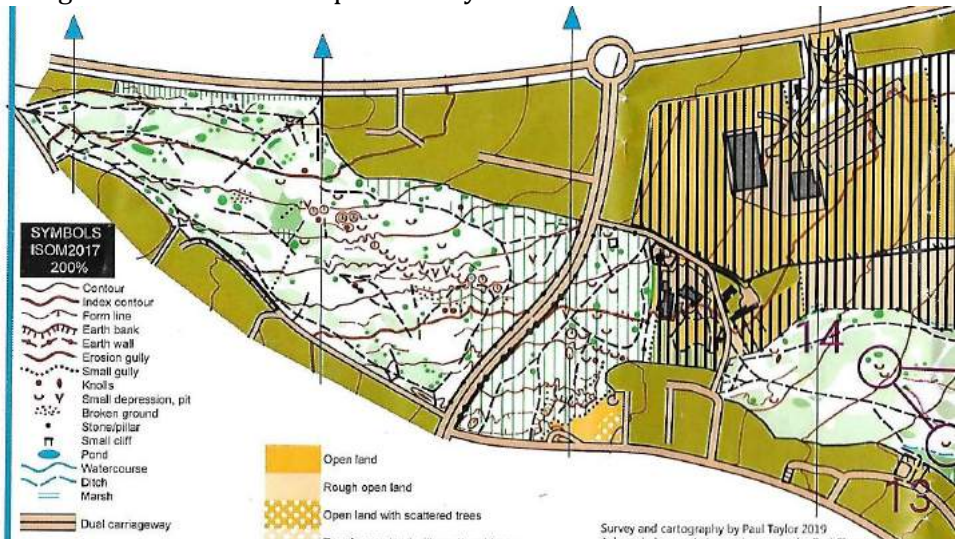 SYMBOLS
ISOM2017
200%
Contour
Index contour
Form line
Earth bank
Earth wall
Erosion gully
Small gully
Knolls
Small depression, pit
Broken ground
Stone/pillar
Small cliff
Pond
Watercourse
Ditch
Marsh
Dual carriageway
Open land
Rough open land
Open land with scattered trees
14
13
Survey and cartography by Paul Taylor 2019